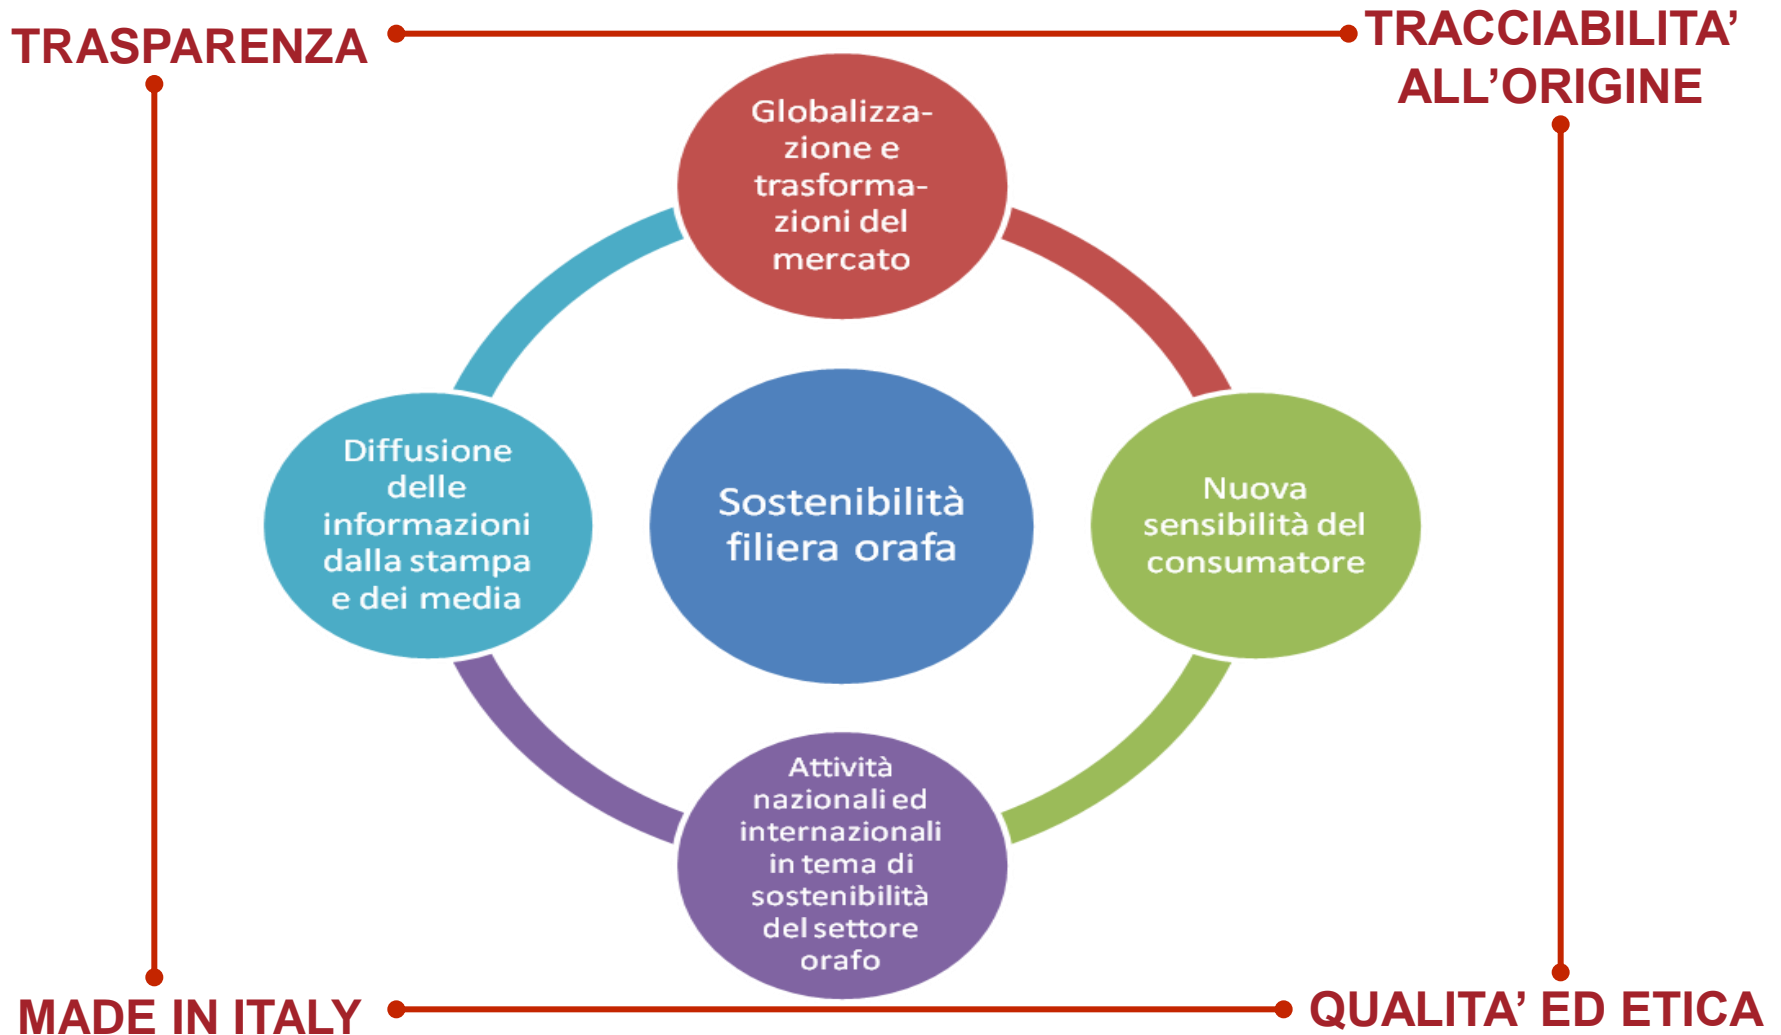 TRASPARENZA
TRACCIABILITA’
ALL’ORIGINE
Globalizza-
zione e
trasforma-
zioni del
mercato
Diffusione
delle
informazioni
dalla stampa
e dei media
Sostenibilità
filiera orafa
Nuova
sensibilità del
consumatore
Attività
nazionali ed
internazionali
in tema di
sostenibilità
del settore
orafo
MADE IN ITALY
QUALITA’ ED ETICA